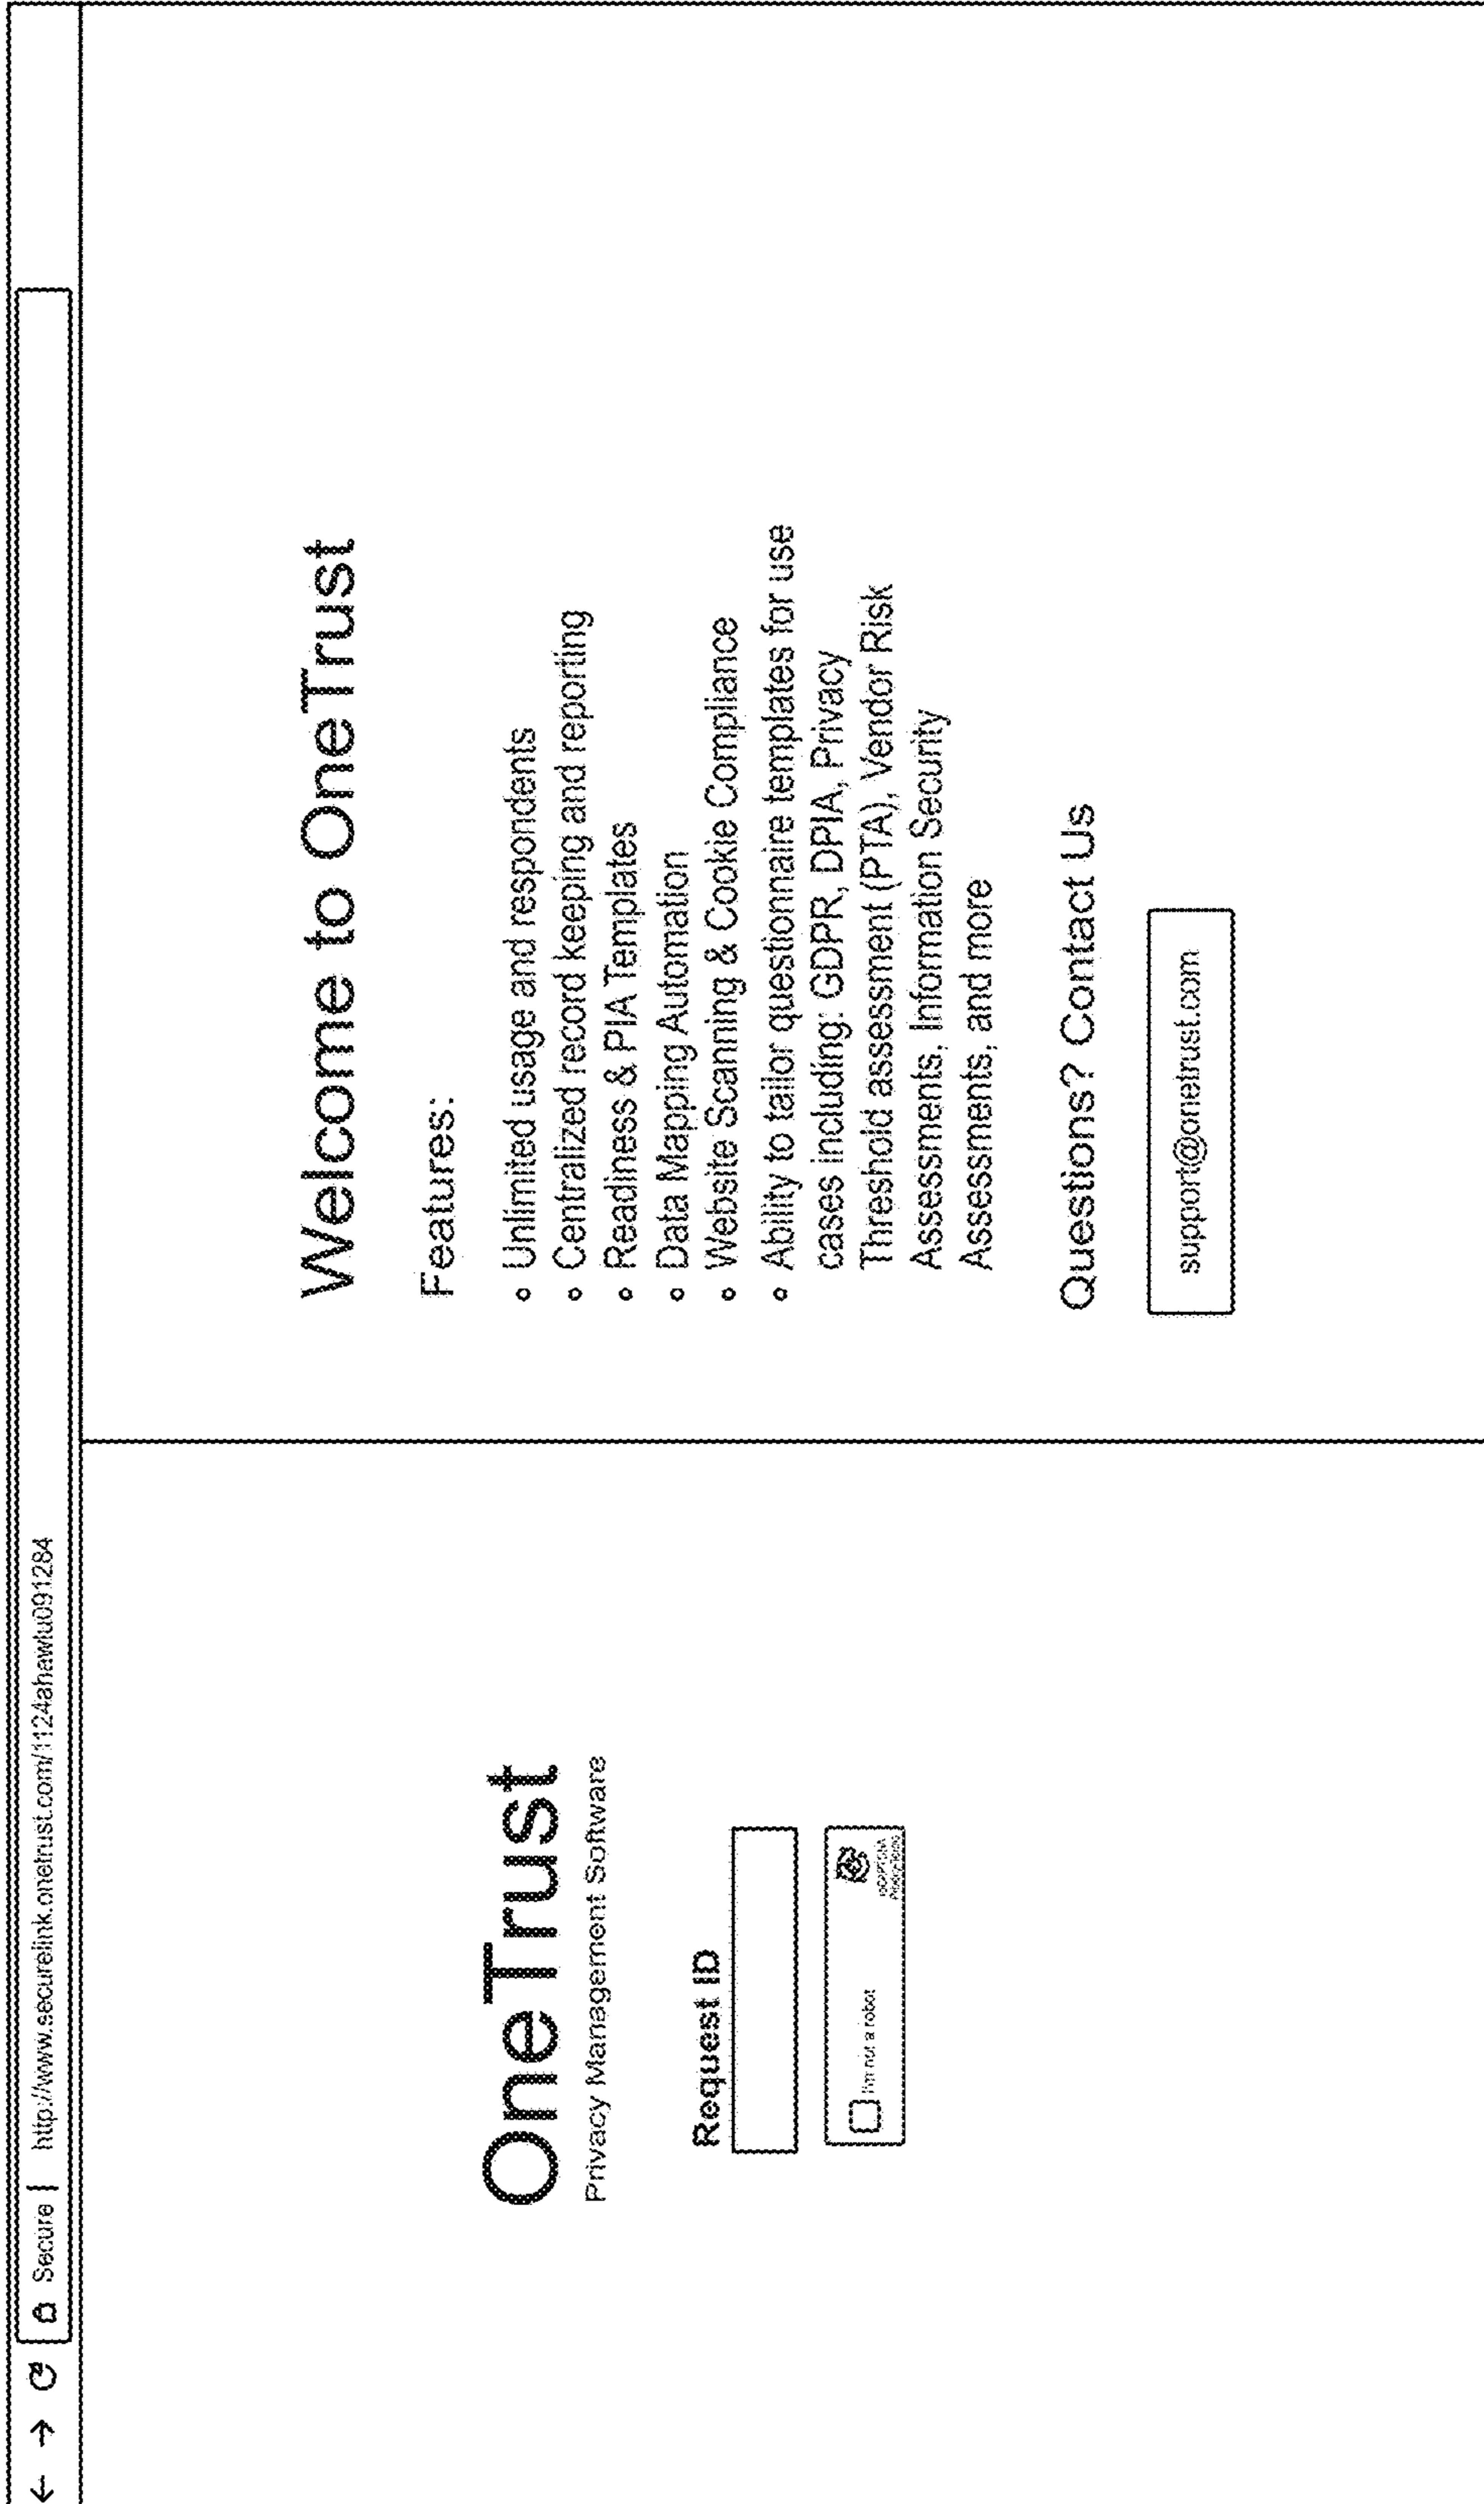 Secure | http://www.securelink.onetrust.com/1124ahawlu091284
OneTrust
Privacy Management Software
Request ID
I'm not a robot
Welcome to OneTrust
Features:
Unlimited usage and respondents
Centralized record keeping and reporting
Readiness & PIA Templates
Data Mapping Automation
Website Scanning & Cookie Compliance
Ability to tailor questionnaire templates for use
cases including: GDPR, DPIA, Privacy
Threshold assessment (PTA), Vendor Risk
Assessments, Information Security
Assessments, and more
Questions? Contact Us
support@onetrust.com